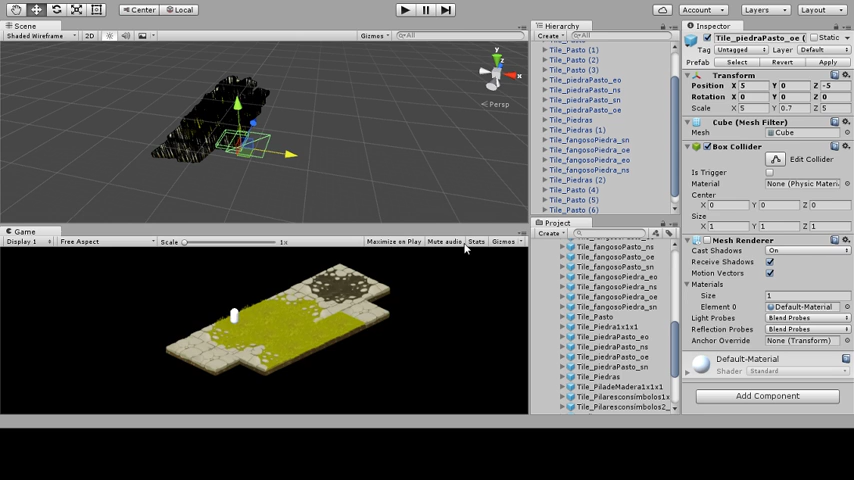 Center Local Account Layers Layout
Scene
Shaded Wireframe 2D Gizmos All
y
x
z
Persp
Game
Display 1 Free Aspect Scale 1x Maximize on Play Mute audio Stats Gizmos
Hierarchy
Create All
Tile_Pasto (1)
Tile_Pasto (2)
Tile_Pasto (3)
Tile_piedraPasto_eo
Tile_piedraPasto_ns
Tile_piedraPasto_sn
Tile_piedraPasto_oe
Tile_Piedras
Tile_Piedras (1)
Tile_fangosoPiedra_sn
Tile_fangosoPiedra_oe
Tile_fangosoPiedra_eo
Tile_fangosoPiedra_ns
Tile_Piedras (2)
Tile_Pasto (4)
Tile_Pasto (5)
Tile_Pasto (6)
Project
Create
Tile_fangosoPasto_ns
Tile_fangosoPasto_oe
Tile_fangosoPasto_sn
Tile_fangosoPiedra_eo
Tile_fangosoPiedra_ns
Tile_fangosoPiedra_oe
Tile_fangosoPiedra_sn
Tile_Pasto
Tile_Piedra1x1x1
Tile_piedraPasto_eo
Tile_piedraPasto_ns
Tile_piedraPasto_oe
Tile_piedraPasto_sn
Tile_Piedras
Tile_PiladeMadera1x1x1
Tile_Pilaresconsímbolos1x
Tile_Pilaresconsímbolos2_
Inspector
Tile_piedraPasto_oe ( Static
Tag Untagged Layer Default
Prefab Select Revert Apply
Transform
Position X 5 Y 0 Z -5
Rotation X 0 Y 0 Z 0
Scale X 5 Y 0.7 Z 5
Cube (Mesh Filter)
Mesh Cube
Box Collider
Edit Collider
Is Trigger
Material None (Physic Materi
Center
X 0 Y 0 Z 0
Size
X 1 Y 1 Z 1
Mesh Renderer
Cast Shadows On
Receive Shadows
Motion Vectors
Materials
Size 1
Element 0 Default-Material
Light Probes Blend Probes
Reflection Probes Blend Probes
Anchor Override None (Transform)
Default-Material
Shader Standard
Add Component